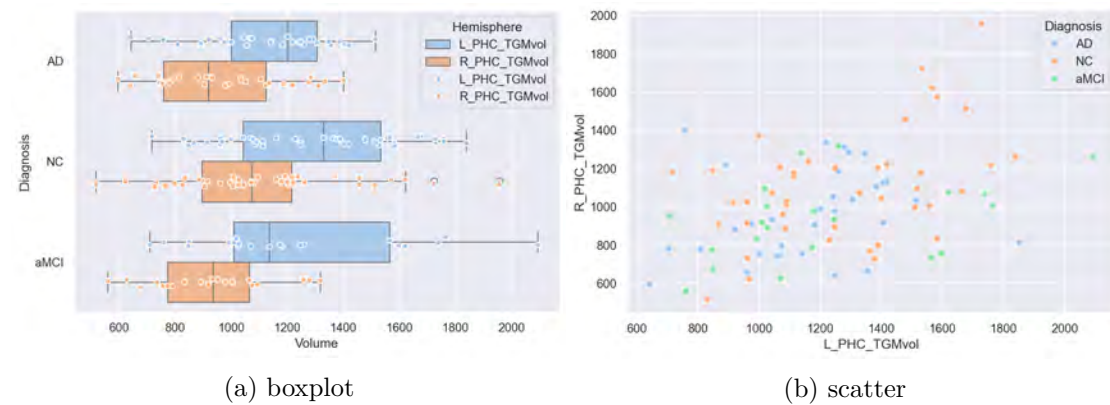 Hemisphere
L_PHC_TGMvol
R_PHC_TGMvol
L_PHC_TGMvol
R_PHC_TGMvol
AD
NC
aMCI
Diagnosis
600 800 1000 1200 1400 1600 1800 2000
Volume
(a) boxplot
Diagnosis
AD
NC
aMCI
2000
1800
1600
1400
1200
1000
800
600
R_PHC_TGMvol
600 800 1000 1200 1400 1600 1800 2000
L_PHC_TGMvol
(b) scatter